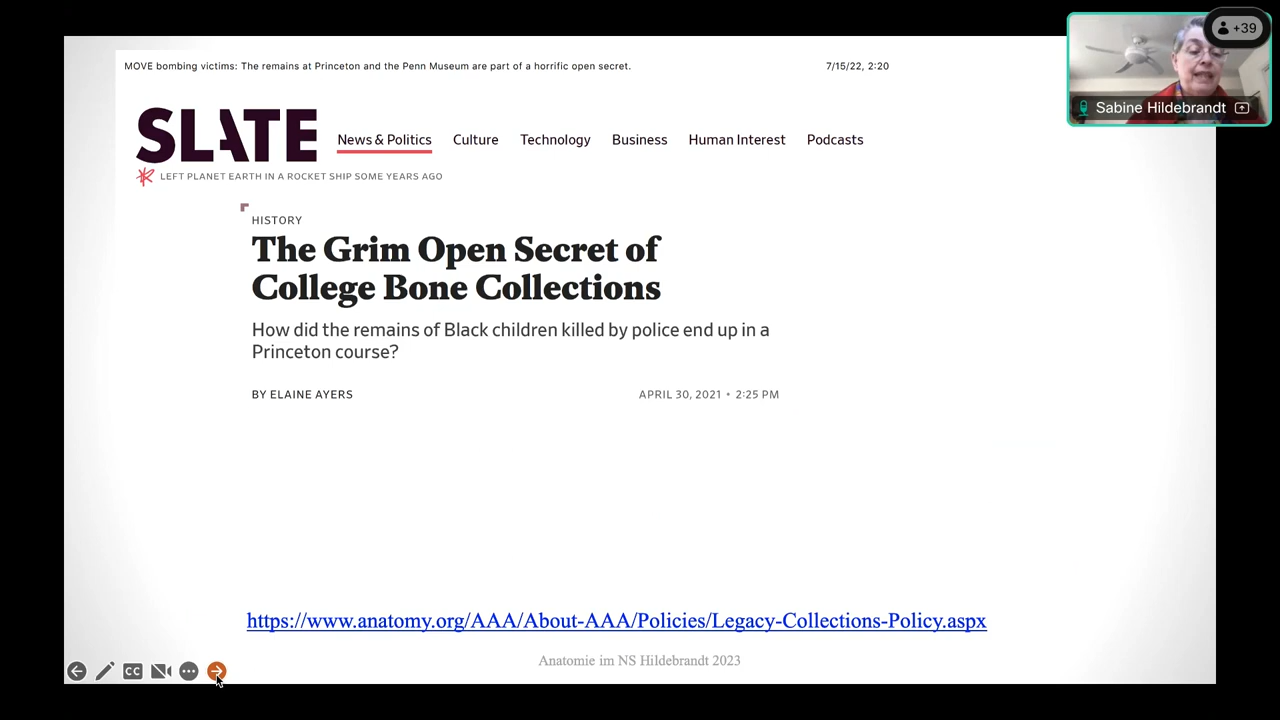 MOVE bombing victims: The remains at Princeton and the Penn Museum are part of a horrific open secret.
7/15/22, 2:20
+39
Sabine Hildebrandt
SLATE
News & Politics Culture Technology Business Human Interest Podcasts
LEFT PLANET EARTH IN A ROCKET SHIP SOME YEARS AGO
HISTORY
The Grim Open Secret of
College Bone Collections
How did the remains of Black children killed by police end up in a
Princeton course?
BY ELAINE AYERS
APRIL 30, 2021 • 2:25 PM
https://www.anatomy.org/AAA/About-AAA/Policies/Legacy-Collections-Policy.aspx
Anatomie im NS Hildebrandt 2023
CC